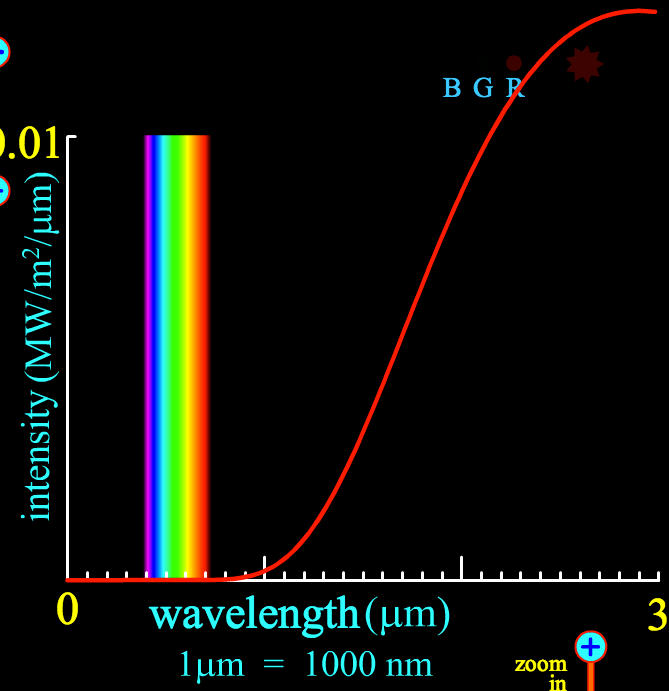 B G R
0.01
intensity (MW/m²/μm)
0 wavelength (μm) 3
1μm = 1000 nm
zoom
in